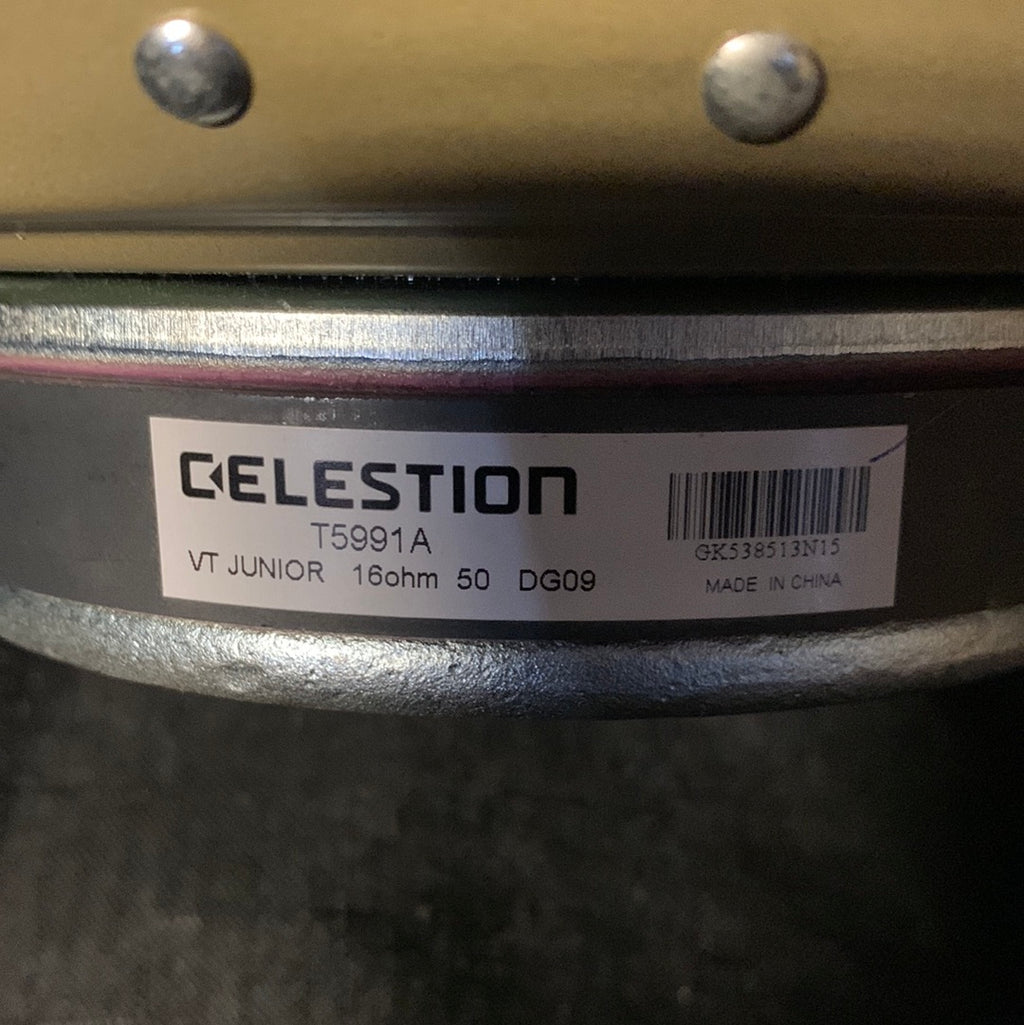 CELESTION
T5991A
VT JUNIOR 16ohm 50 DG09
GK538513N15
MADE IN CHINA